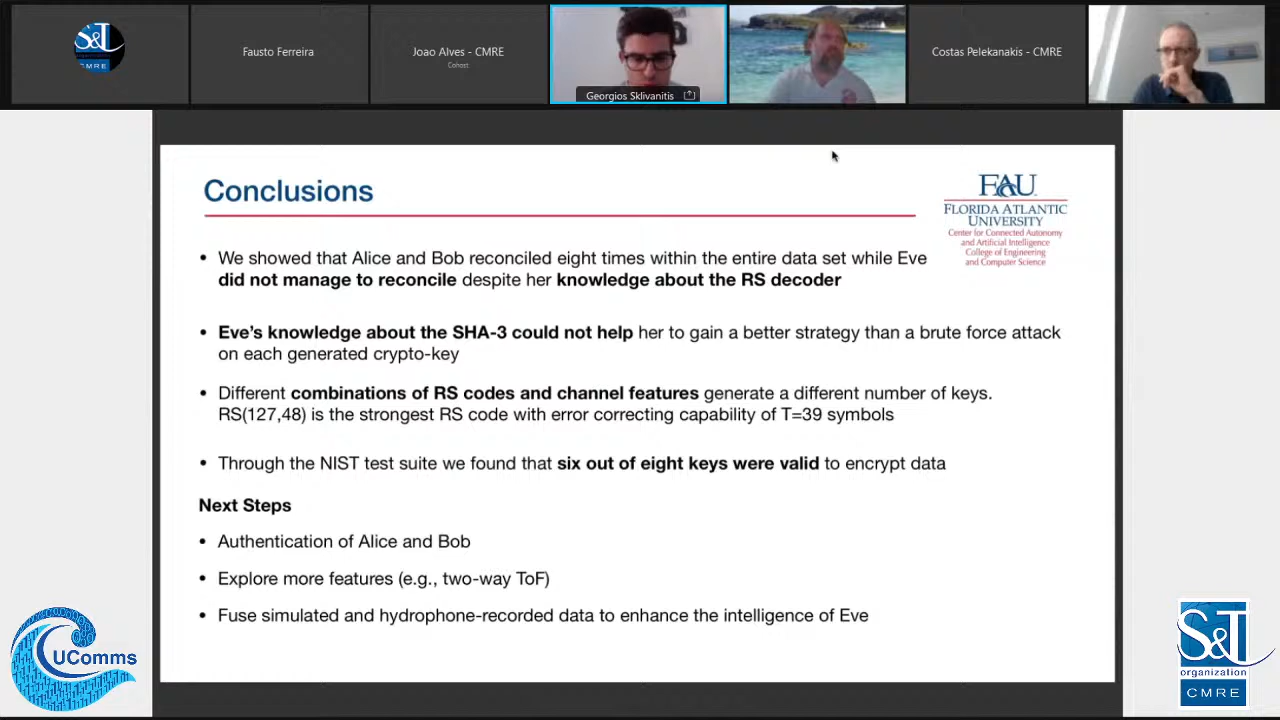 S&T
CMRE
Fausto Ferreira
Joao Alves - CMRE
Cohost
Georgios Sklivanitis
Costas Pelekanakis - CMRE
Conclusions
FAU
FLORIDA ATLANTIC
UNIVERSITY
Center for Connected Autonomy
and Artificial Intelligence
College of Engineering
and Computer Science
• We showed that Alice and Bob reconciled eight times within the entire data set while Eve
did not manage to reconcile despite her knowledge about the RS decoder
• Eve's knowledge about the SHA-3 could not help her to gain a better strategy than a brute force attack
on each generated crypto-key
• Different combinations of RS codes and channel features generate a different number of keys.
RS(127,48) is the strongest RS code with error correcting capability of T=39 symbols
• Through the NIST test suite we found that six out of eight keys were valid to encrypt data
Next Steps
• Authentication of Alice and Bob
• Explore more features (e.g., two-way ToF)
• Fuse simulated and hydrophone-recorded data to enhance the intelligence of Eve
UComms
S&T
organization
CMRE